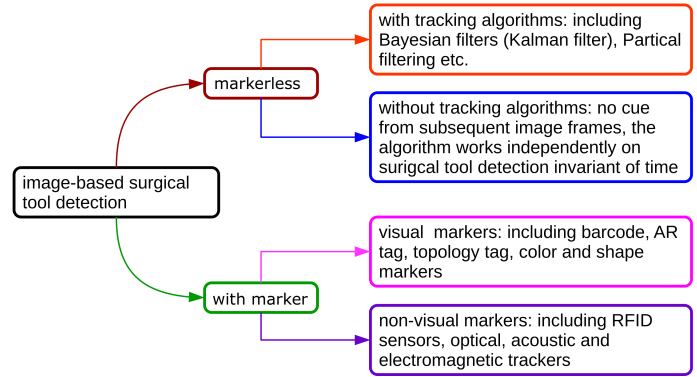 with tracking algorithms: including
Bayesian filters (Kalman filter), Partical
filtering etc.
markerless
without tracking algorithms: no cue
from subsequent image frames, the
algorithm works independently on
surigcal tool detection invariant of time
image-based surgical
tool detection
visual  markers: including barcode, AR
tag, topology tag, color and shape
markers
with marker
non-visual markers: including RFID
sensors, optical, acoustic and
electromagnetic trackers